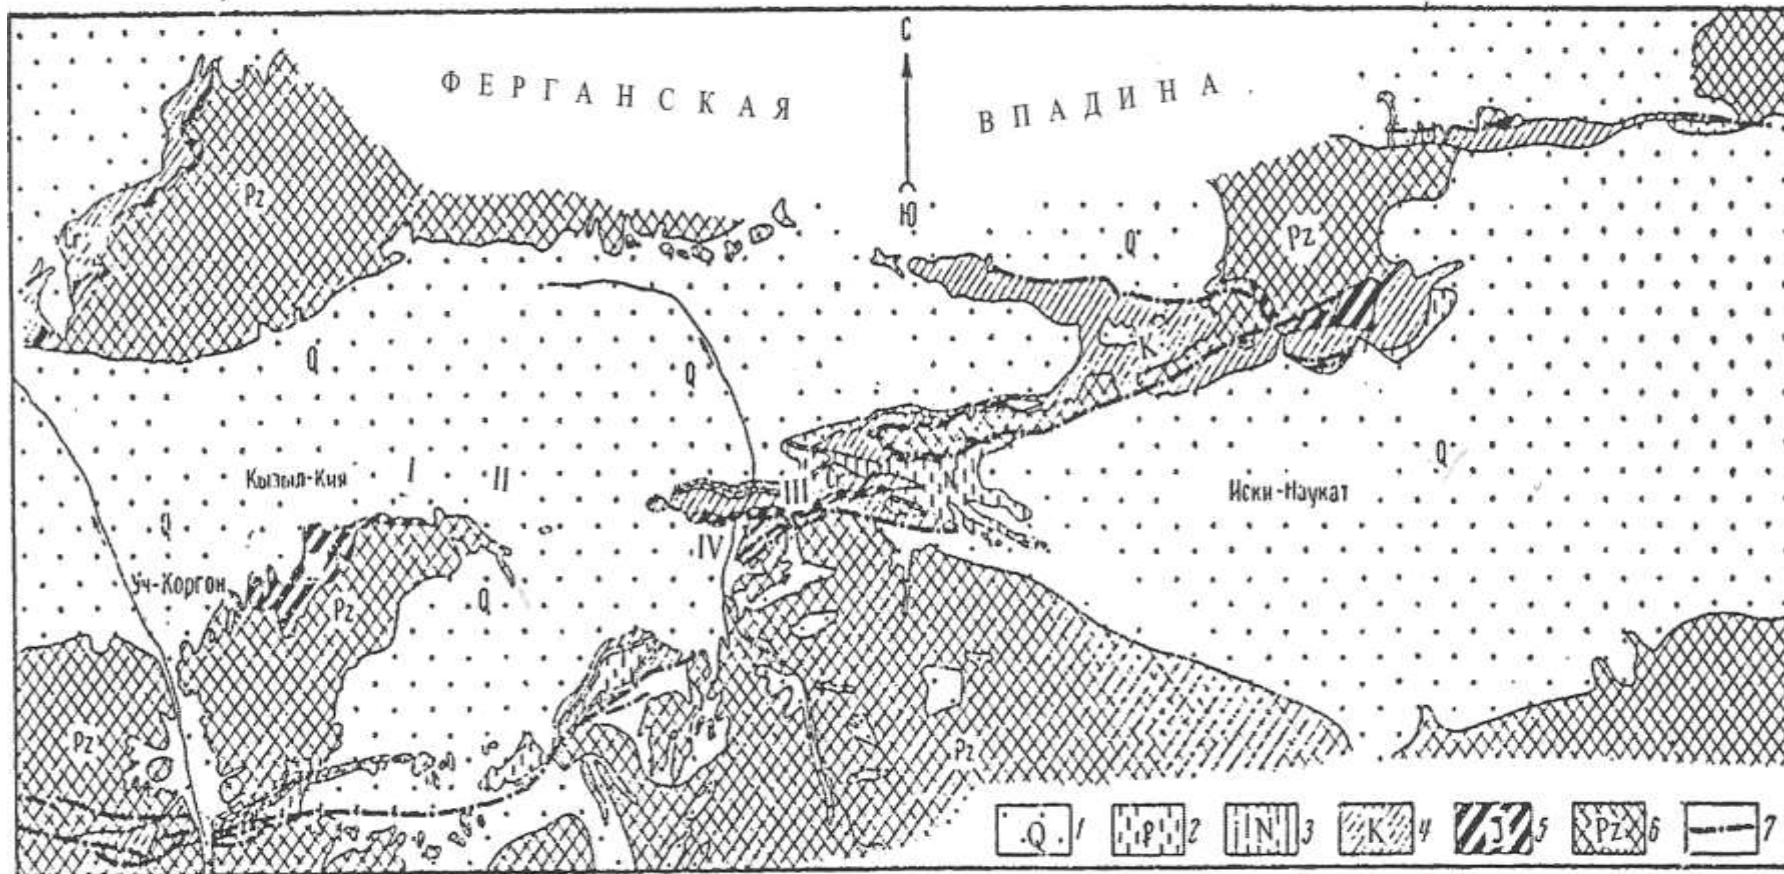 С
ФЕРГАНСКАЯ ВПАДИНА
Ю
Pz
Q
Pz
Q
Q
K
Кызыл-Кия
I
II
III
N
Иски-Наукат
Q
Q
IV
Уч-Коргон
Pz
Q
K
Pz
Pz
Q 1
2
N 3
K 4
J 5
Pz 6
7